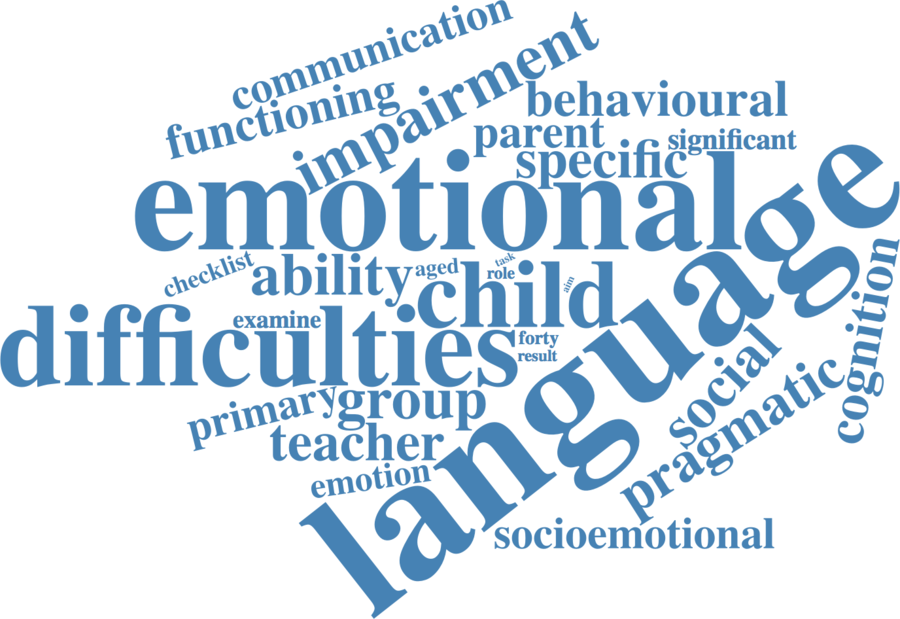 communication
functioning
impairment
behavioural
parent
significant
specific
emotional
language
checklist
ability
aged
task
role
aim
child
difficulties
examine
forty
result
cognition
social
pragmatic
primary
group
teacher
emotion
socioemotional